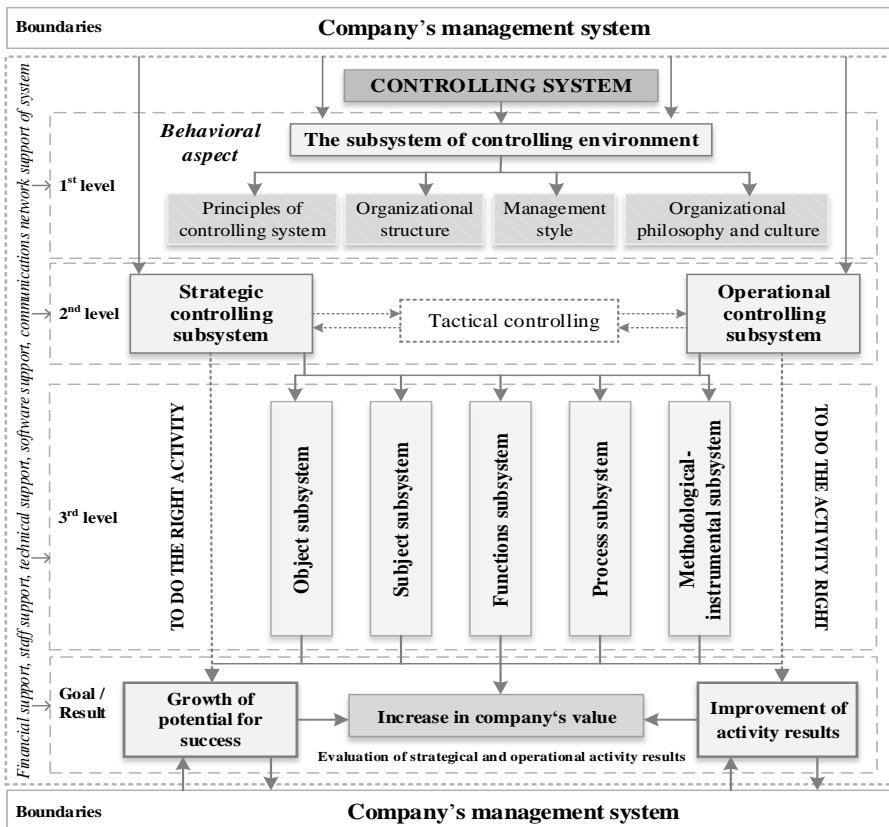 Boundaries
Company's management system
CONTROLLING SYSTEM
Behavioral
aspect
The subsystem of controlling environment
1st level
Principles of
controlling system
Organizational
structure
Management
style
Organizational
philosophy and culture
2nd level
Strategic
controlling
subsystem
Tactical controlling
Operational
controlling
subsystem
3rd level
TO DO THE RIGHT ACTIVITY
Object subsystem
Subject subsystem
Functions subsystem
Process subsystem
Methodological-
instrumental subsystem
TO DO THE ACTIVITY RIGHT
Goal /
Result
Growth of
potential for
success
Increase in company‘s value
Improvement of
activity results
Evaluation of strategical and operational activity results
Financial support, staff support, technical support, software support, communications network support of system
Boundaries
Company's management system